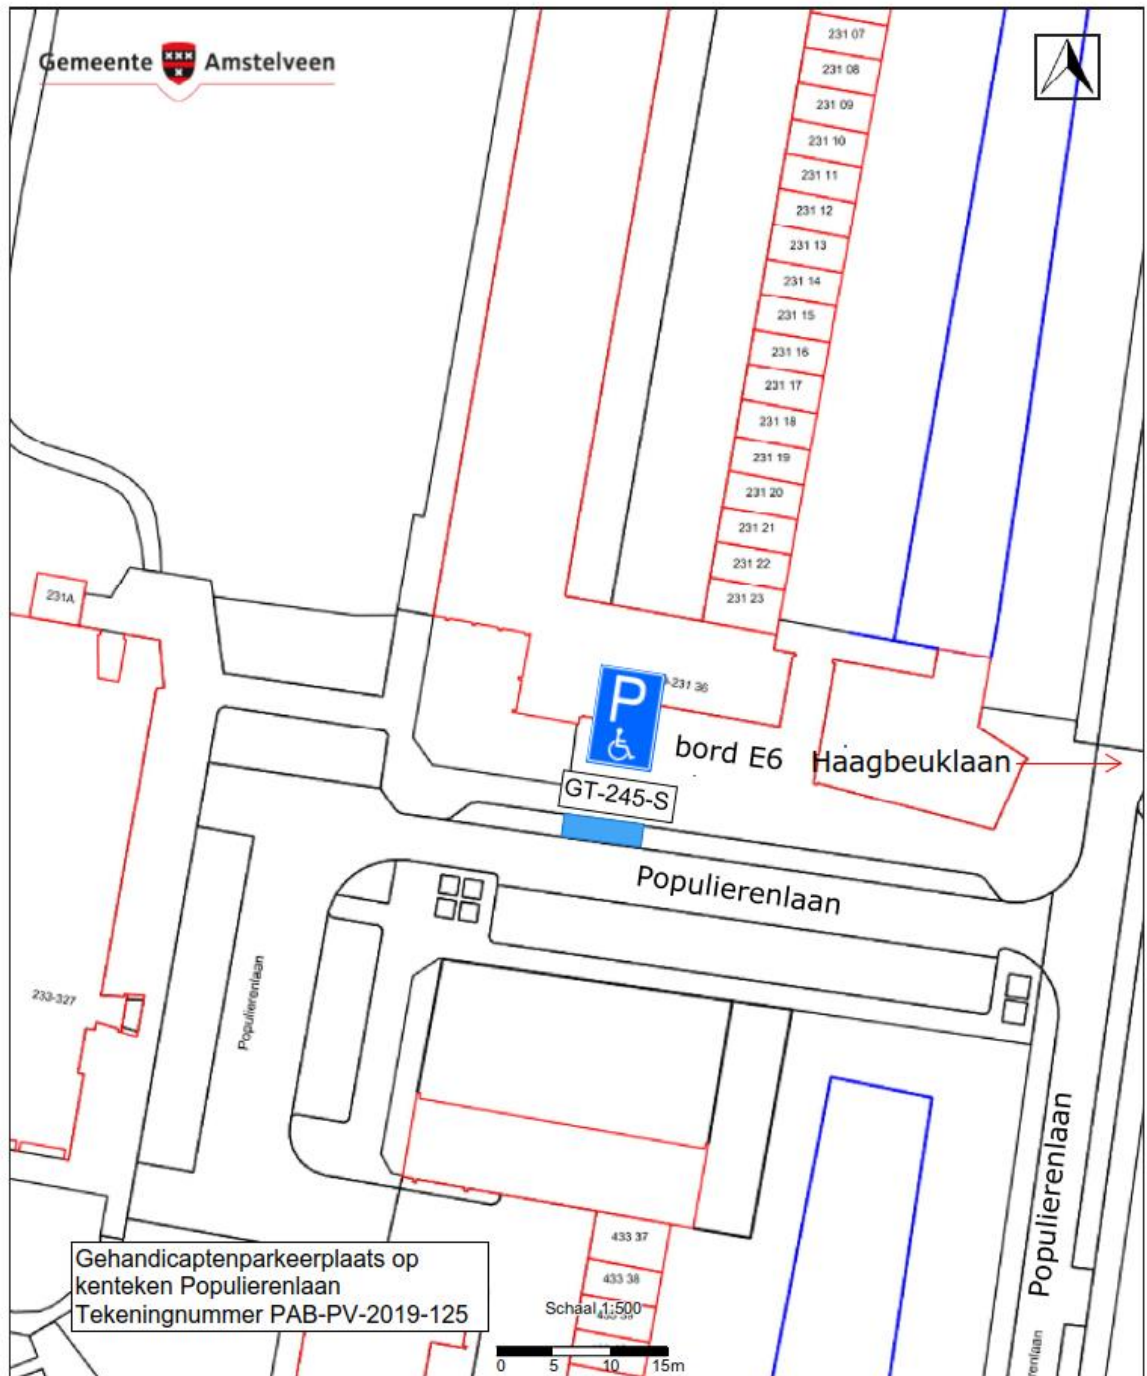 Gemeente Amstelveen
231 07
231 08
231 09
231 10
231 11
231 12
231 13
231 14
231 15
231 16
231 17
231 18
231 19
231 20
231 21
231 22
231 23
231A
231 36
P
bord E6
Haagbeuklaan
GT-245-S
Populierenlaan
Populierenlaan
233-327
Populierenlaan
433 37
433 38
Gehandicaptenparkeerplaats op
kenteken Populierenlaan
Tekeningnummer PAB-PV-2019-125
Schaal 1:500
0 5 10 15m